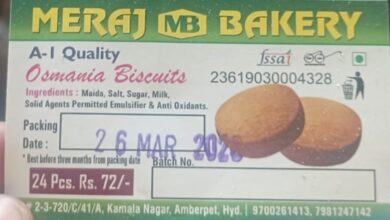 MERAJ MB BAKERY
A-1 Quality
Osmania Biscuits
fssai
23619030004328
Ingredients : Maida, Salt, Sugar, Milk,
Solid Agents Permitted Emulsifier & Anti Oxidants.
Packing
Date :
26 MAR
* Best before three months from packing date
Batch No.
24 Pcs. Rs. 72/-
# 2-3-720/C/41/A, Kamala Nagar, Amberpet, Hyd. | 9700261413, 7981247142